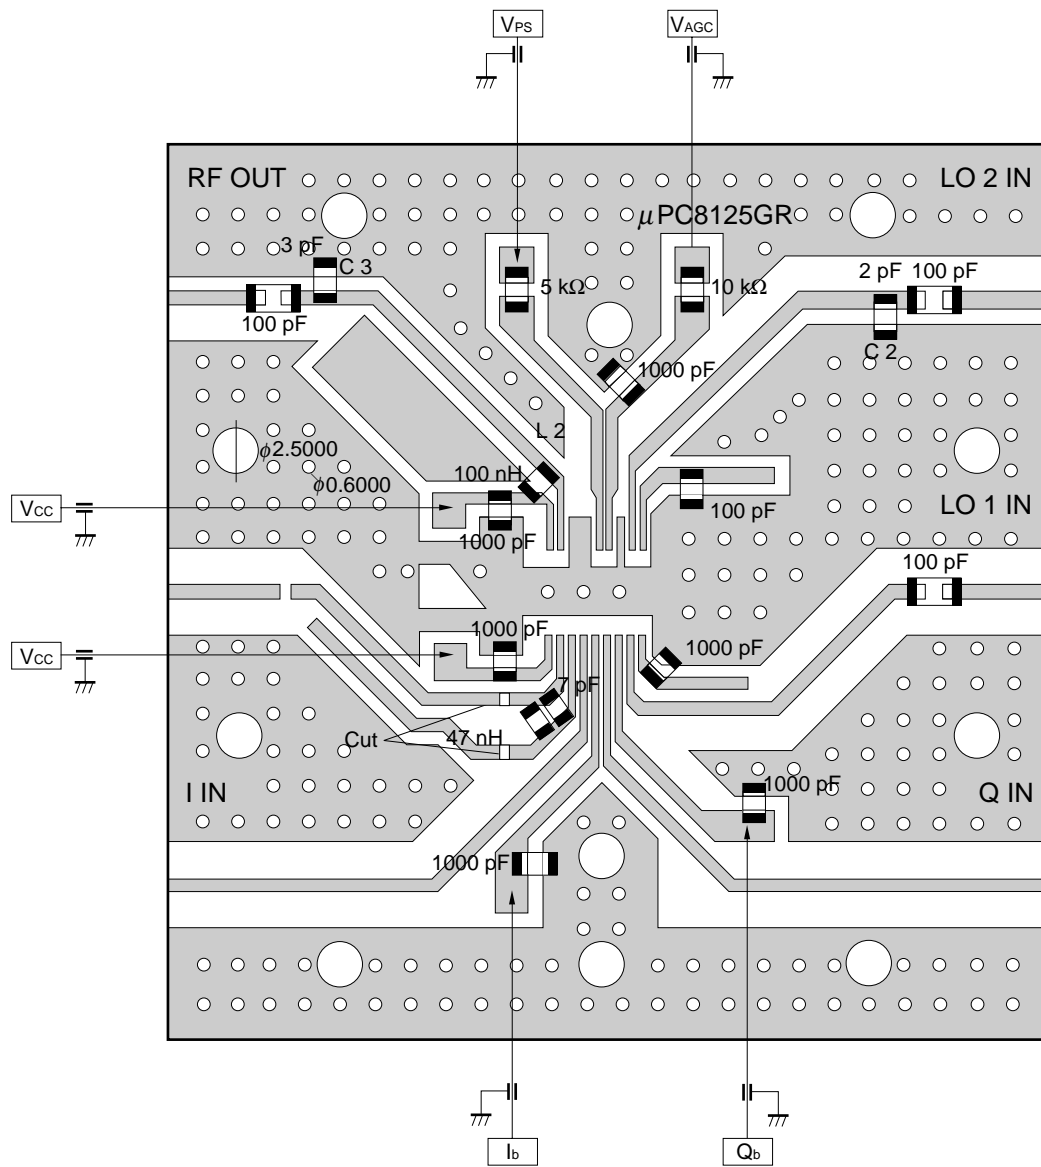 VPS
VAGC
RF OUT
LO 2 IN
μPC8125GR
3 pF
C 3
5 kΩ
10 kΩ
2 pF
100 pF
100 pF
C 2
1000 pF
L 2
φ2.5000
φ0.6000
100 nH
VCC
100 pF
LO 1 IN
1000 pF
100 pF
1000 pF
VCC
1000 pF
7 pF
Cut
47 nH
I IN
1000 pF
Q IN
1000 pF
Ib
Qb